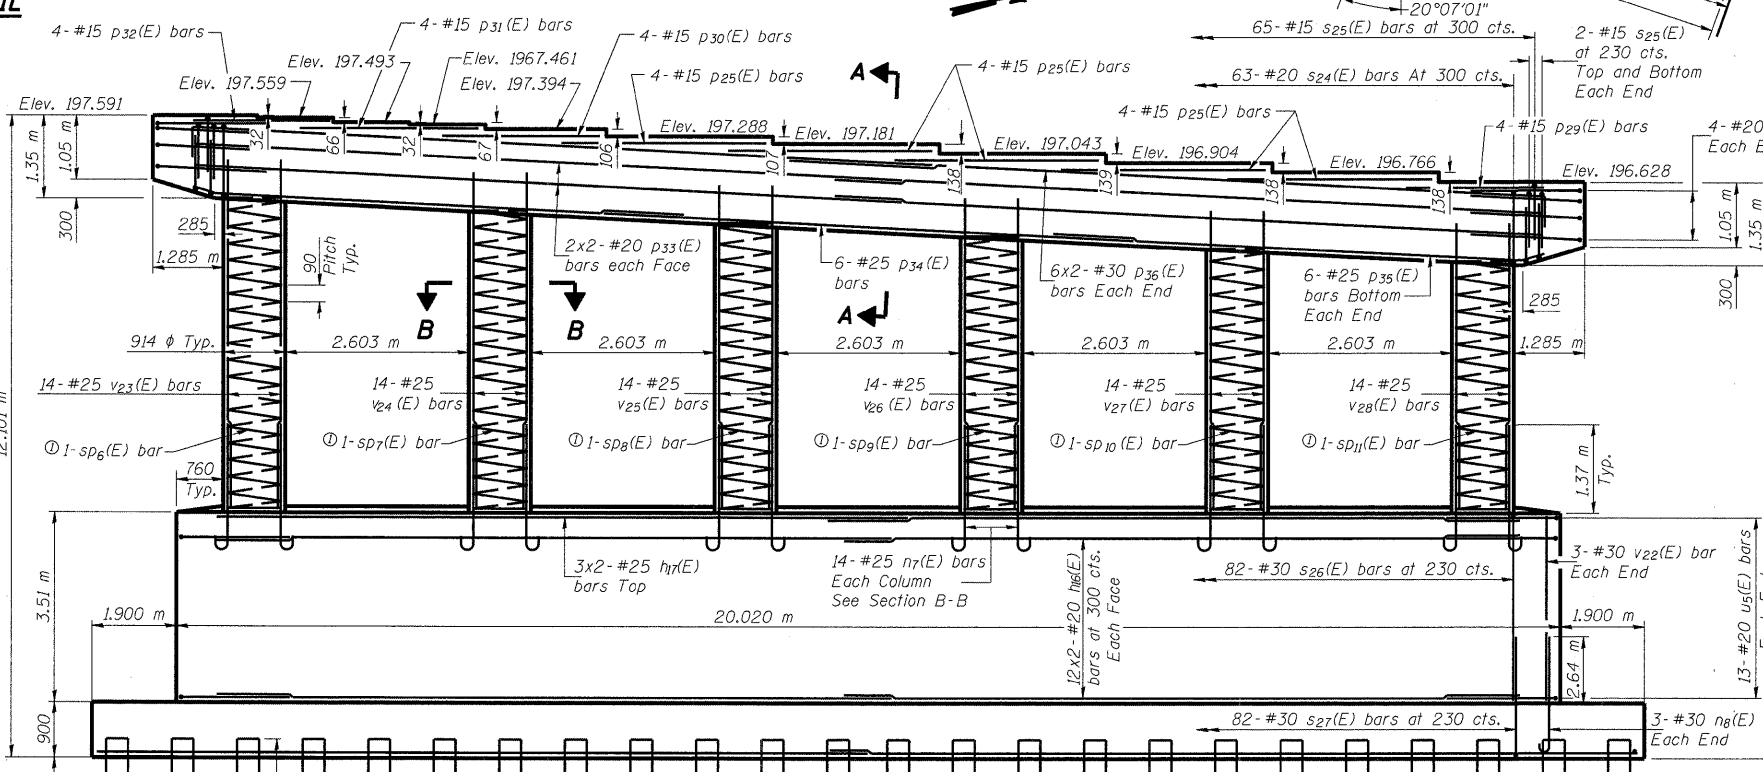 20°07'01"
4- #15 p32(E) bars
4- #15 p31(E) bars
4- #15 p30(E) bars
65-#15 s25(E) bars at 300 cts.
2-#15 s25(E)
at 230 cts.
Top and Bottom
Each End
Elev. 197.493
Elev. 1967.461
Elev. 197.559
Elev. 197.394
4-#15 p25(E) bars
A
4-#15 p25(E) bars
63-#20 s24(E) bars At 300 cts.
Elev. 197.591
4-#15 p25(E) bars
4-#15 p29(E) bars
4-#20
Elev. 197.288
Elev. 197.181
Elev. 197.043
Elev. 196.904
Elev. 196.766
Elev. 196.628
32
66
32
67
106
107
138
139
138
138
1.35 m
1.05 m
300
285
1.285 m
90
Pitch
Typ.
2x2-#20 p33(E)
bars each Face
6-#25 p34(E)
bars
6x2-#30 p36(E)
bars Each End
6-#25 p35(E)
bars Bottom
Each End
1.05 m
1.35 m
300
285
1.285 m
B
B
A
914 ϕ Typ.
2.603 m
2.603 m
2.603 m
2.603 m
2.603 m
14-#25 v23(E) bars
14-#25
v24(E) bars
14-#25
v25(E) bars
14-#25
v26(E) bars
14-#25
v27(E) bars
14-#25
v28(E) bars
① 1-sp6(E) bar
① 1-sp7(E) bar
① 1-sp8(E) bar
① 1-sp9(E) bar
① 1-sp10(E) bar
① 1-sp11(E) bar
760
Typ.
1.37 m
Typ.
3x2-#25 h17(E)
bars Top
14-#25 n7(E) bars
Each Column
See Section B-B
12x2-#20 h16(E)
bars at 300 cts.
Each Face
82-#30 s26(E) bars at 230 cts.
3-#30 v22(E) bar
Each End
13-#20 u5(E) bars
3.51 m
1.900 m
20.020 m
1.900 m
2.64 m
900
82-#30 s27(E) bars at 230 cts.
3-#30 n8(E)
Each End